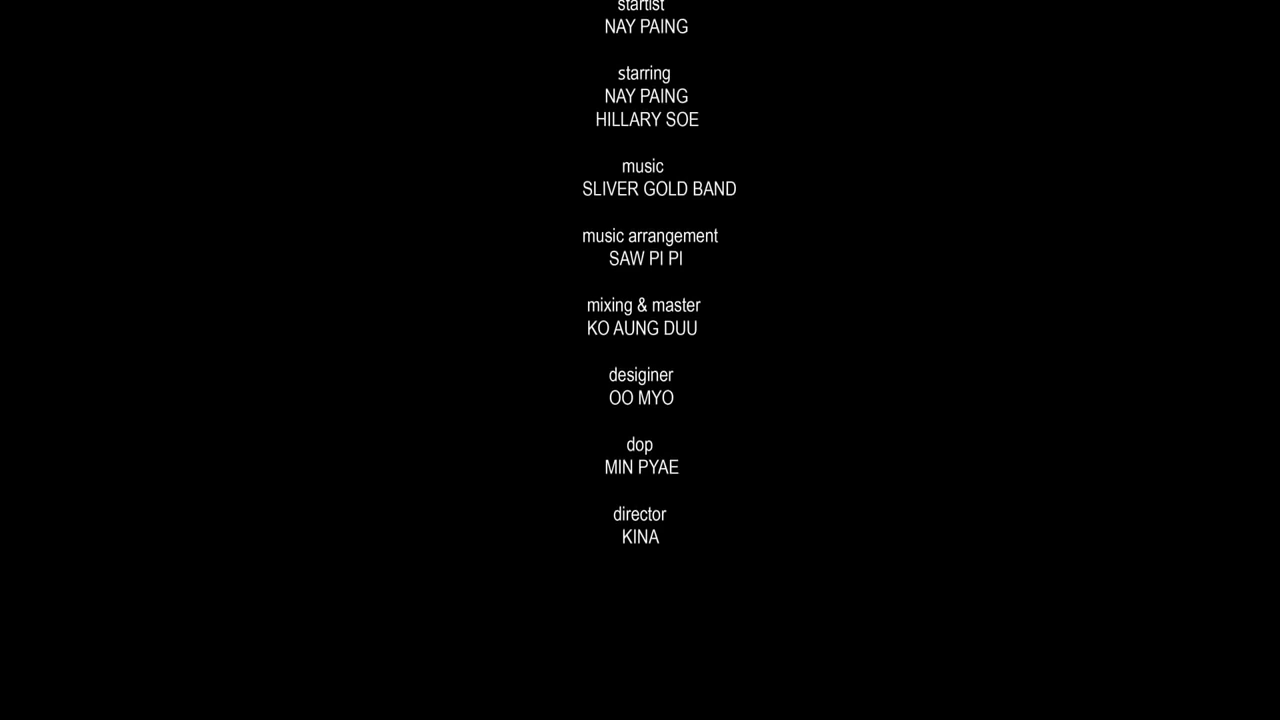 startist
NAY PAING
starring
NAY PAING
HILLARY SOE
music
SLIVER GOLD BAND
music arrangement
SAW PI PI
mixing & master
KO AUNG DUU
desiginer
OO MYO
dop
MIN PYAE
director
KINA